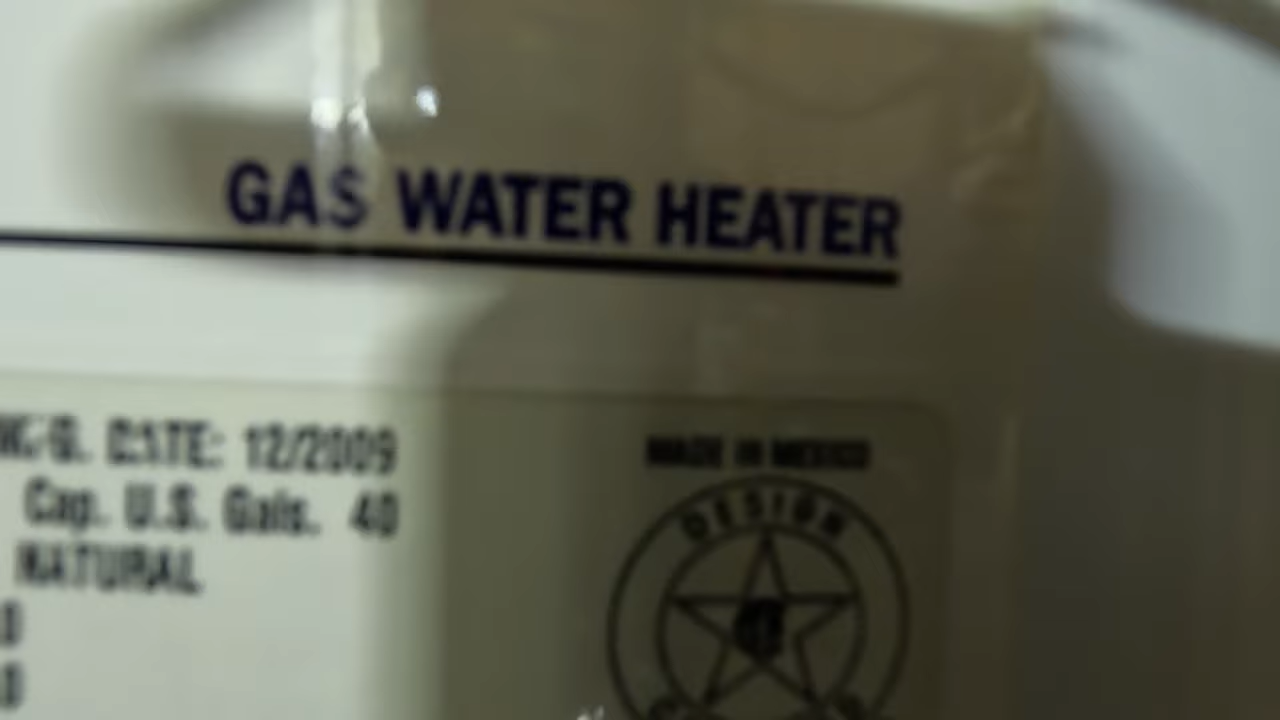 GAS WATER HEATER
DATE: 12/2009
Cap. U.S. Gals. 40
NATURAL
MADE IN MEXICO
DESIGN